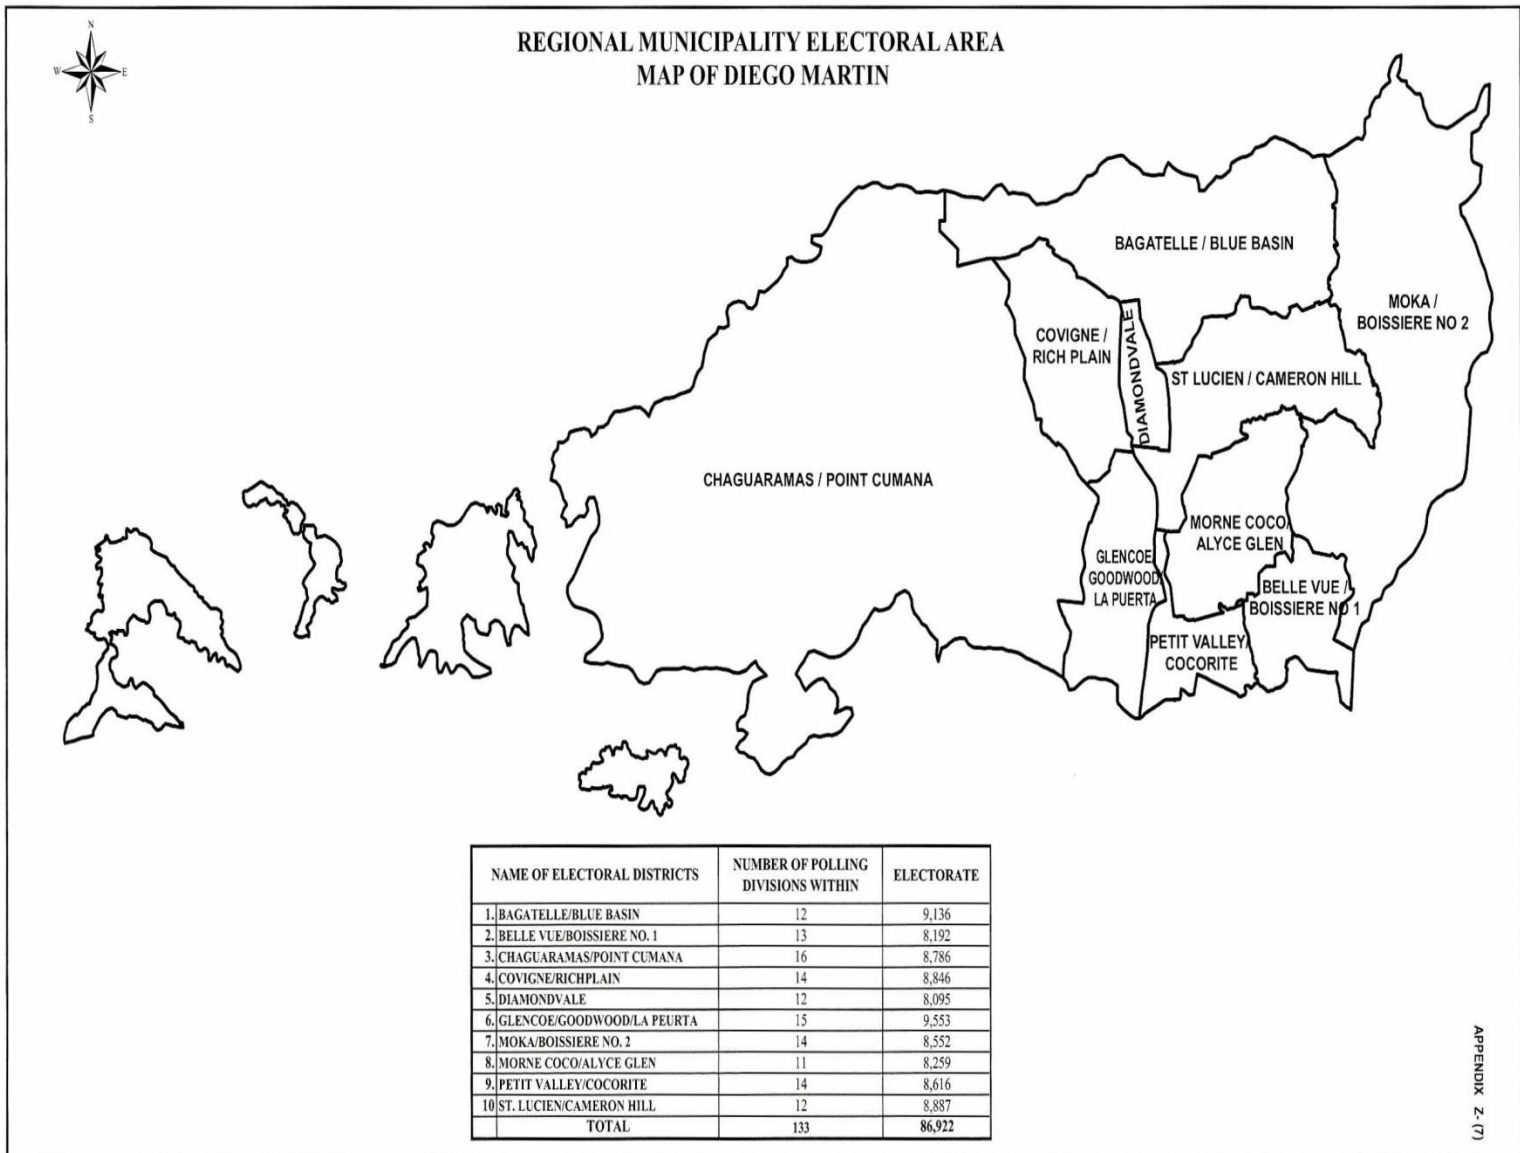 N
W E
S
REGIONAL MUNICIPALITY ELECTORAL AREA
MAP OF DIEGO MARTIN
BAGATELLE / BLUE BASIN
MOKA /
BOISSIERE NO 2
COVIGNE /
RICH PLAIN
DIAMONDVALE
ST LUCIEN / CAMERON HILL
CHAGUARAMAS / POINT CUMANA
MORNE COCO/
ALYCE GLEN
GLENCOE
GOODWOOD/
LA PUERTA
BELLE VUE /
BOISSIERE NO 1
PETIT VALLEY/
COCORITE
NAME OF ELECTORAL DISTRICTS NUMBER OF POLLING DIVISIONS WITHIN ELECTORATE
1. BAGATELLE/BLUE BASIN 12 9,136
2. BELLE VUE/BOISSIERE NO. 1 13 8,192
3. CHAGUARAMAS/POINT CUMANA 16 8,786
4. COVIGNE/RICHPLAIN 14 8,846
5. DIAMONDVALE 12 8,095
6. GLENCOE/GOODWOOD/LA PEURTA 15 9,553
7. MOKA/BOISSIERE NO. 2 14 8,552
8. MORNE COCO/ALYCE GLEN 11 8,259
9. PETIT VALLEY/COCORITE 14 8,616
10 ST. LUCIEN/CAMERON HILL 12 8,887
TOTAL 133 86,922
APPENDIX Z- (7)